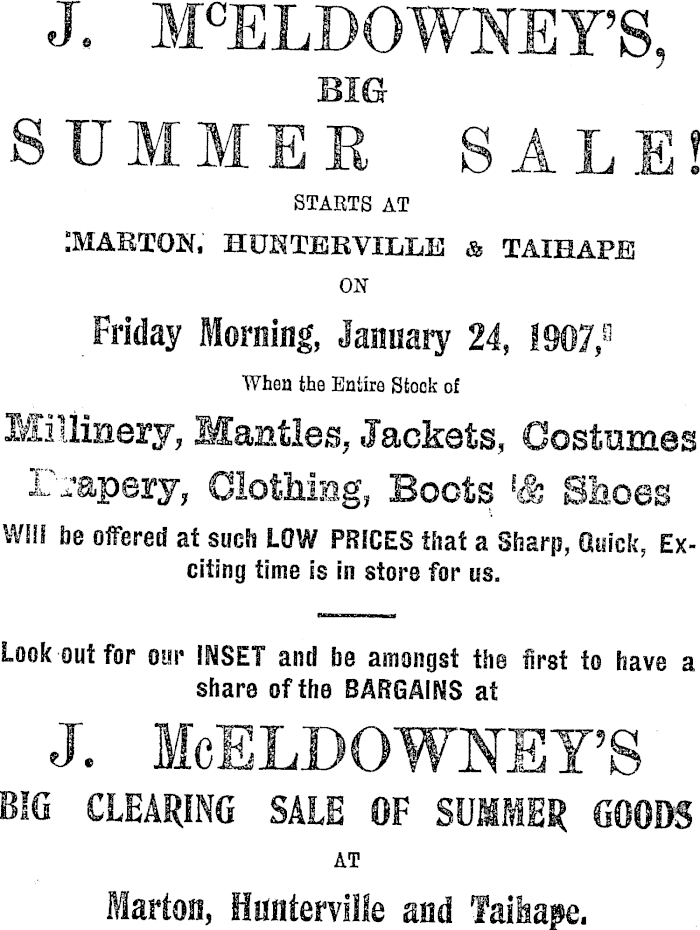 J. McELDOWNEY'S,
BIG
SUMMER SALE!
STARTS AT
MARTON, HUNTERVILLE & TAIHAPE
ON
Friday Morning, January 24, 1907,
When the Entire Stock of
Millinery, Mantles, Jackets, Costumes
Drapery, Clothing, Boots & Shoes
Will be offered at such LOW PRICES that a Sharp, Quick, Ex-
citing time is in store for us.
Look out for our INSET and be amongst the first to have a
share of the BARGAINS at
J. McELDOWNEY'S
BIG CLEARING SALE OF SUMMER GOODS
AT
Marton, Hunterville and Taihape.